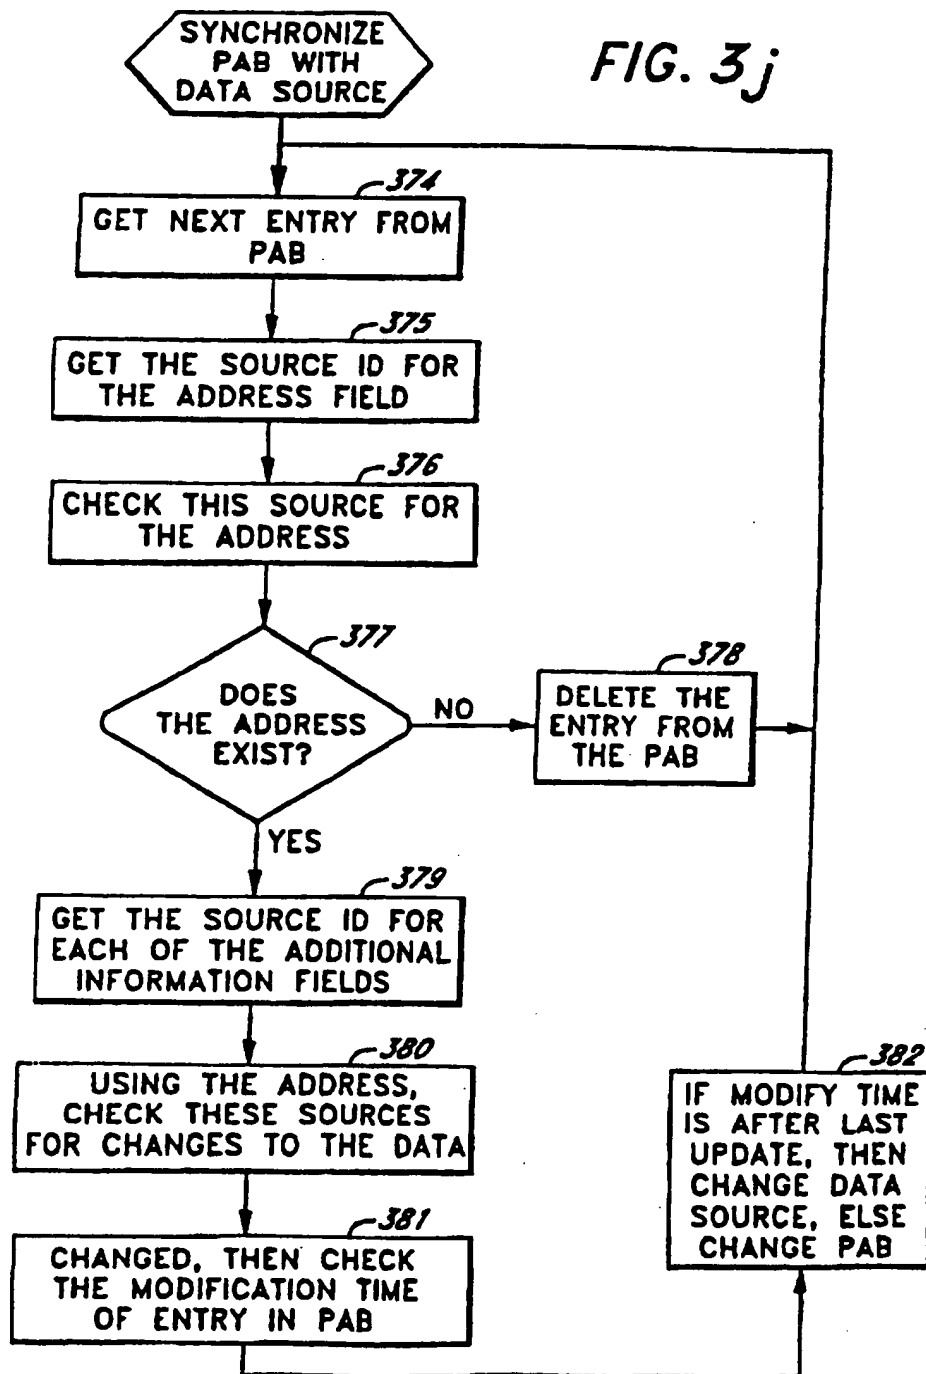 SYNCHRONIZE
PAB WITH
DATA SOURCE
FIG. 3j
374
GET NEXT ENTRY FROM
PAB
375
GET THE SOURCE ID FOR
THE ADDRESS FIELD
376
CHECK THIS SOURCE FOR
THE ADDRESS
377
DOES
THE ADDRESS
EXIST?
NO
378
DELETE THE
ENTRY FROM
THE PAB
YES
379
GET THE SOURCE ID FOR
EACH OF THE ADDITIONAL
INFORMATION FIELDS
380
USING THE ADDRESS,
CHECK THESE SOURCES
FOR CHANGES TO THE DATA
381
CHANGED, THEN CHECK
THE MODIFICATION TIME
OF ENTRY IN PAB
382
IF MODIFY TIME
IS AFTER LAST
UPDATE, THEN
CHANGE DATA
SOURCE, ELSE
CHANGE PAB